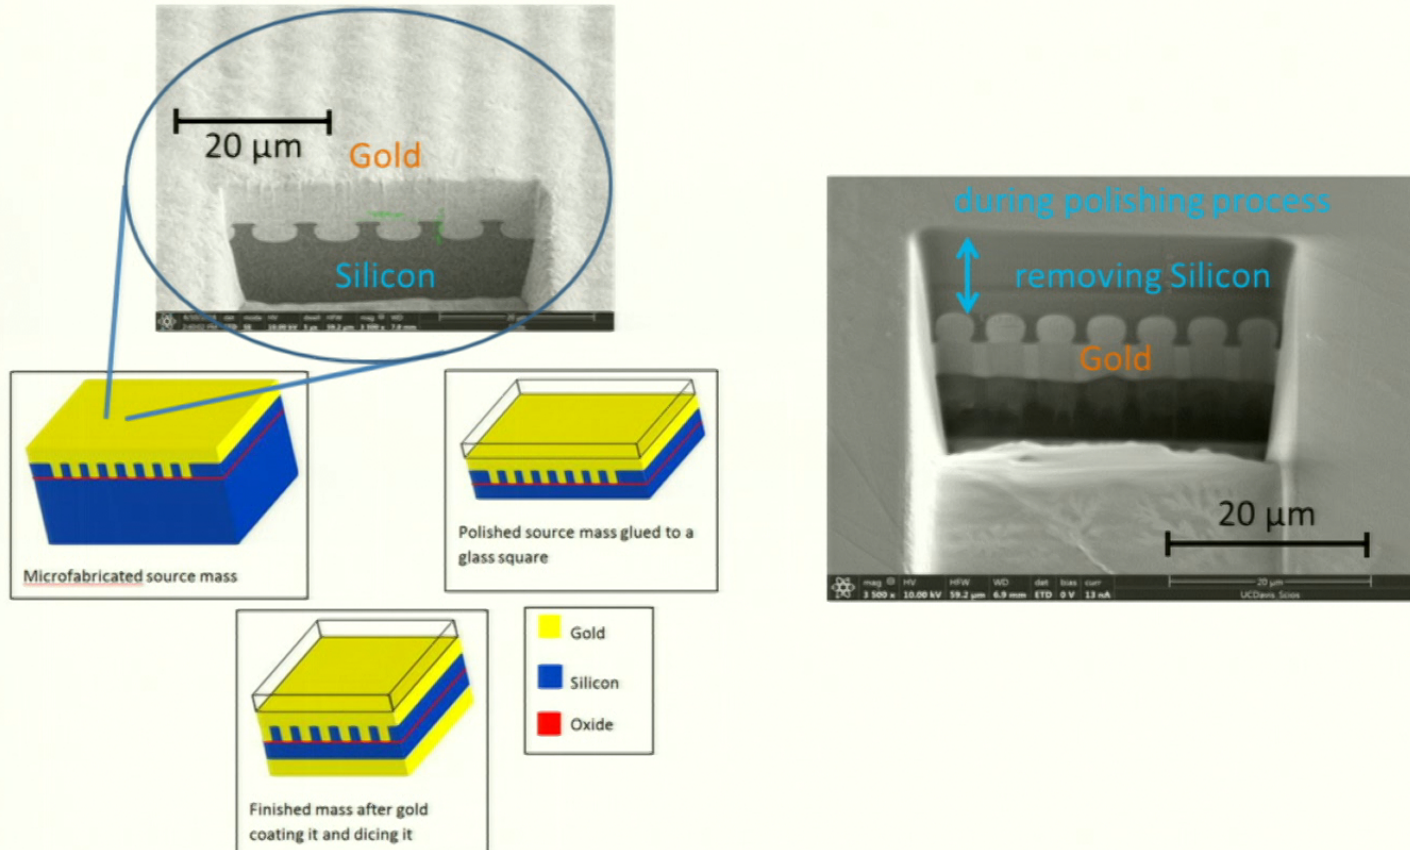 20 µm
Gold
Silicon
Microfabricated source mass
Polished source mass glued to a
glass square
Finished mass after gold
coating it and dicing it
Gold
Silicon
Oxide
during polishing process
removing Silicon
Gold
20 µm
mag HV HFW WD det bias curr
3 500 x 10.00 kV 59.2 µm 6.9 mm ETD 0 V 13 nA
20 µm
UCDavis_Scios